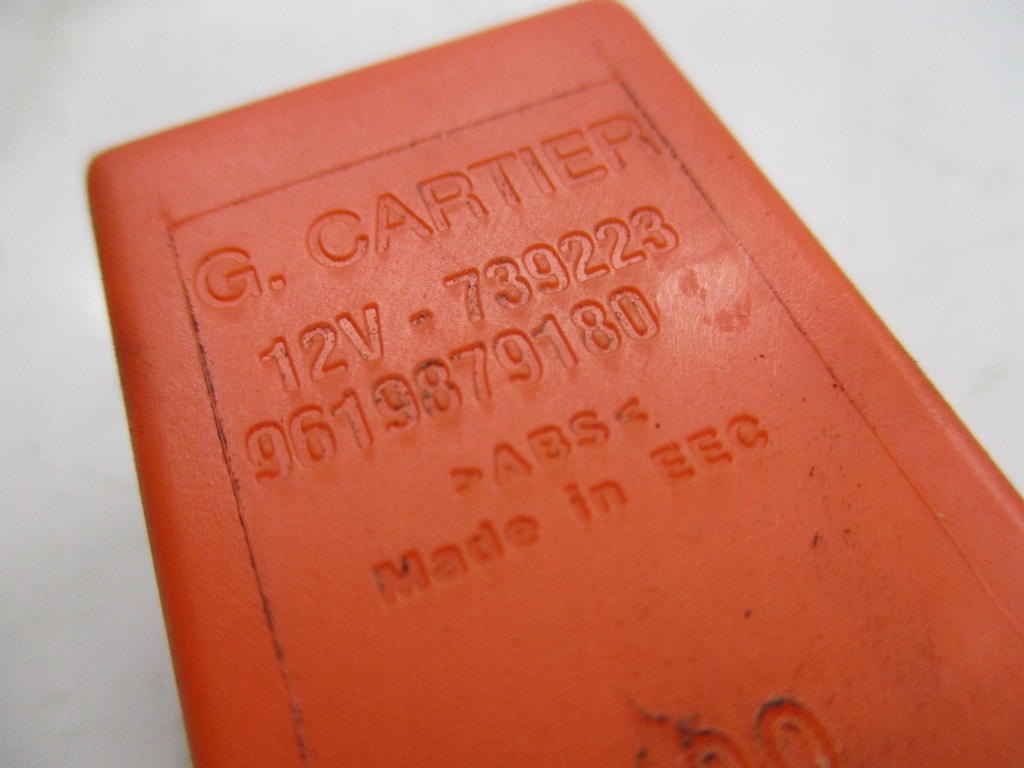 G. CARTIER
12V - 739223
9619879180
>ABS<
Made in EEC